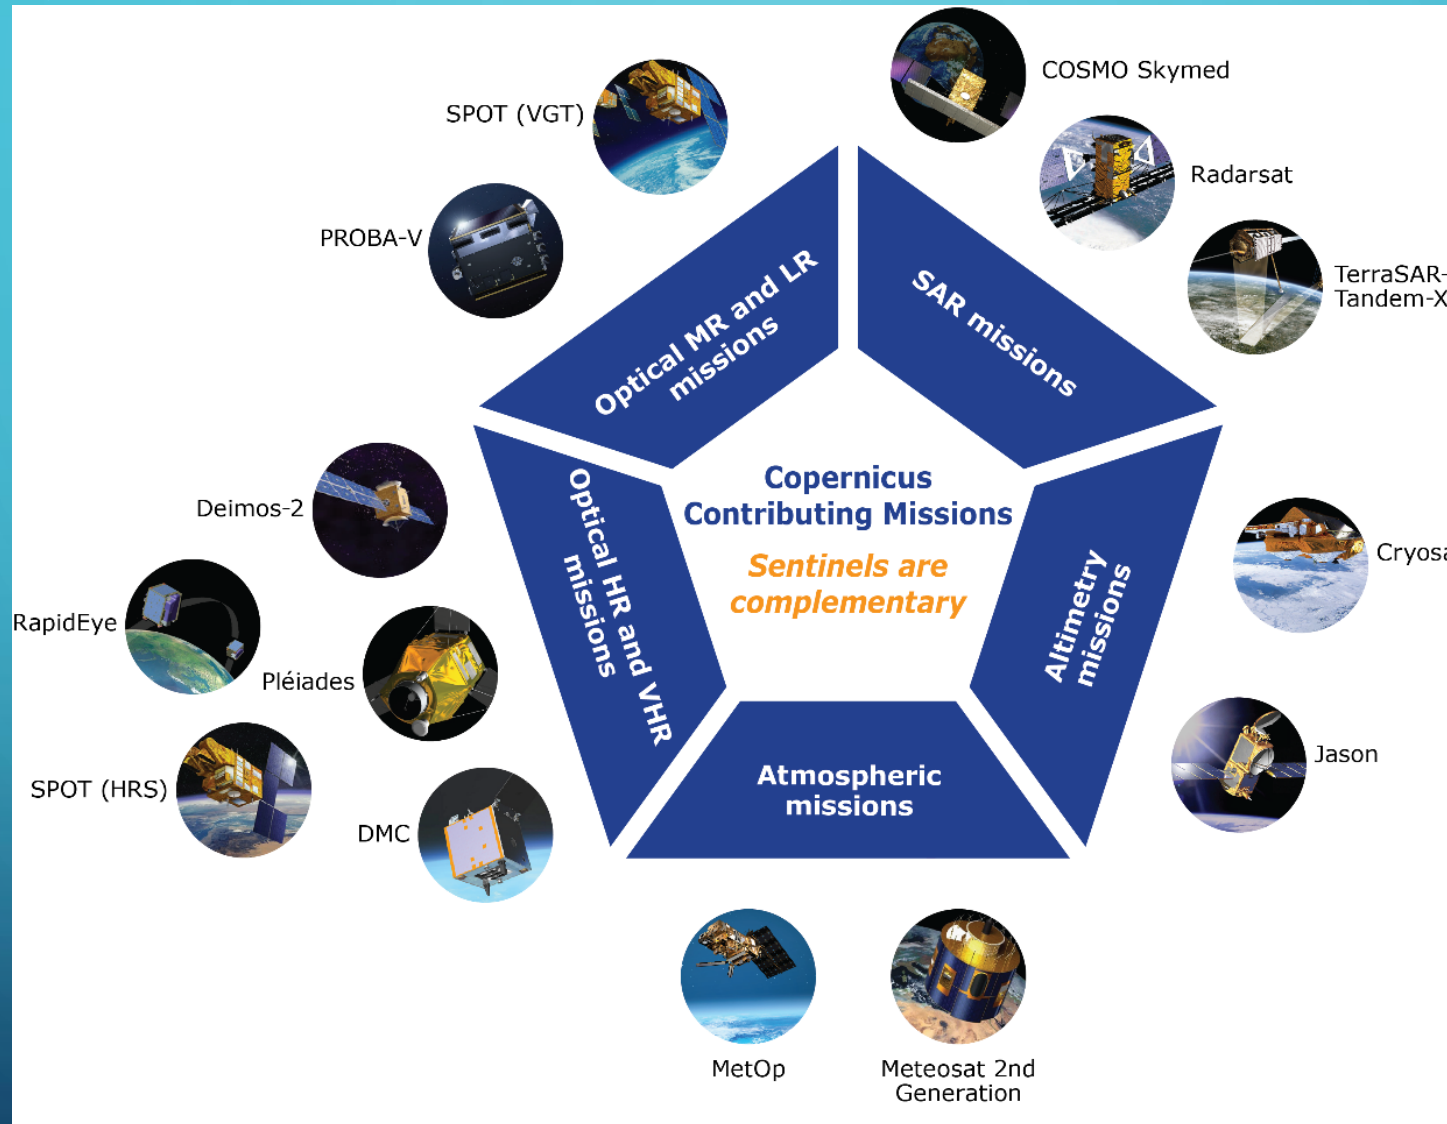 COSMO Skymed
SPOT (VGT)
Radarsat
PROBA-V
TerraSAR-
Tandem-X
Optical MR and LR
missions
SAR missions
Copernicus
Contributing Missions
Sentinels are
complementary
Deimos-2
Optical HR and VHR
missions
Altimetry
missions
Cryosa
RapidEye
Pléiades
Jason
SPOT (HRS)
DMC
Atmospheric
missions
MetOp
Meteosat 2nd
Generation